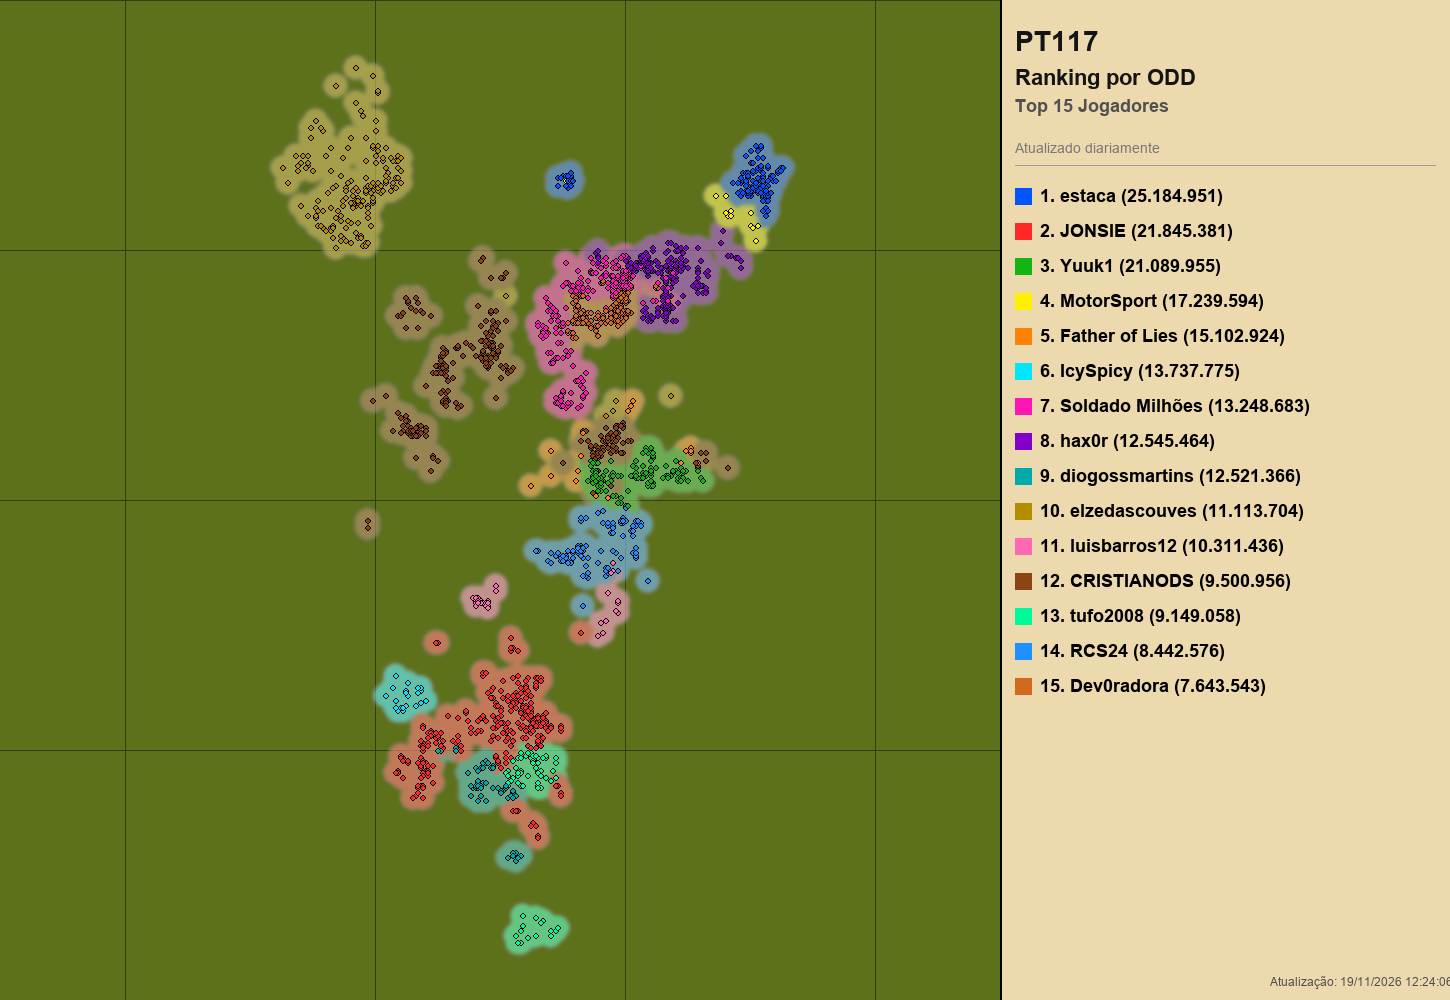 PT117
Ranking por ODD
Top 15 Jogadores
Atualizado diariamente
1. estaca (25.184.951)
2. JONSIE (21.845.381)
3. Yuuk1 (21.089.955)
4. MotorSport (17.239.594)
5. Father of Lies (15.102.924)
6. IcySpicy (13.737.775)
7. Soldado Milhões (13.248.683)
8. hax0r (12.545.464)
9. diogossmartins (12.521.366)
10. elzedascouves (11.113.704)
11. luisbarros12 (10.311.436)
12. CRISTIANODS (9.500.956)
13. tufo2008 (9.149.058)
14. RCS24 (8.442.576)
15. Dev0radora (7.643.543)
Atualização: 19/11/2026 12:24:06